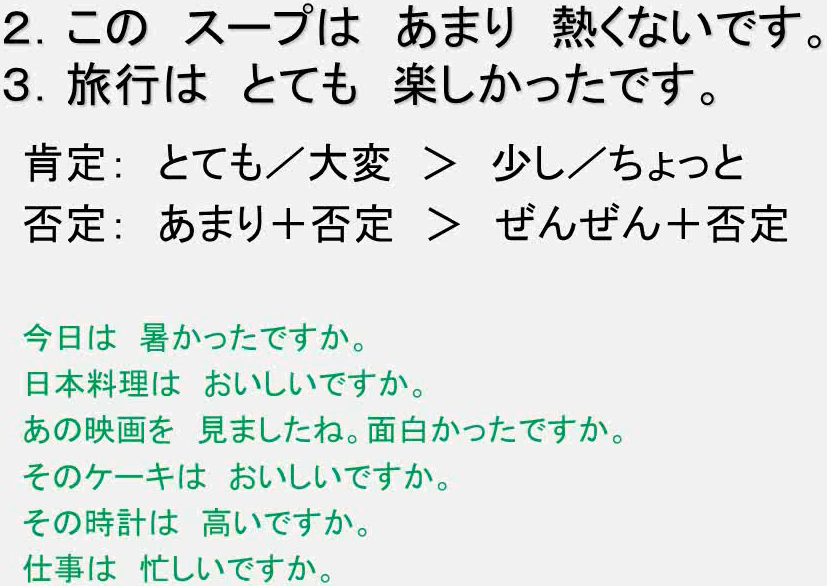 ２．この　スープは　あまり　熱くないです。
３．旅行は　とても　楽しかったです。
肯定：　とても／大変　＞　少し／ちょっと
否定：　あまり＋否定　＞　ぜんぜん＋否定
今日は　暑かったですか。
日本料理は　おいしいですか。
あの映画を　見ましたね。面白かったですか。
そのケーキは　おいしいですか。
その時計は　高いですか。
仕事は　忙しいですか。